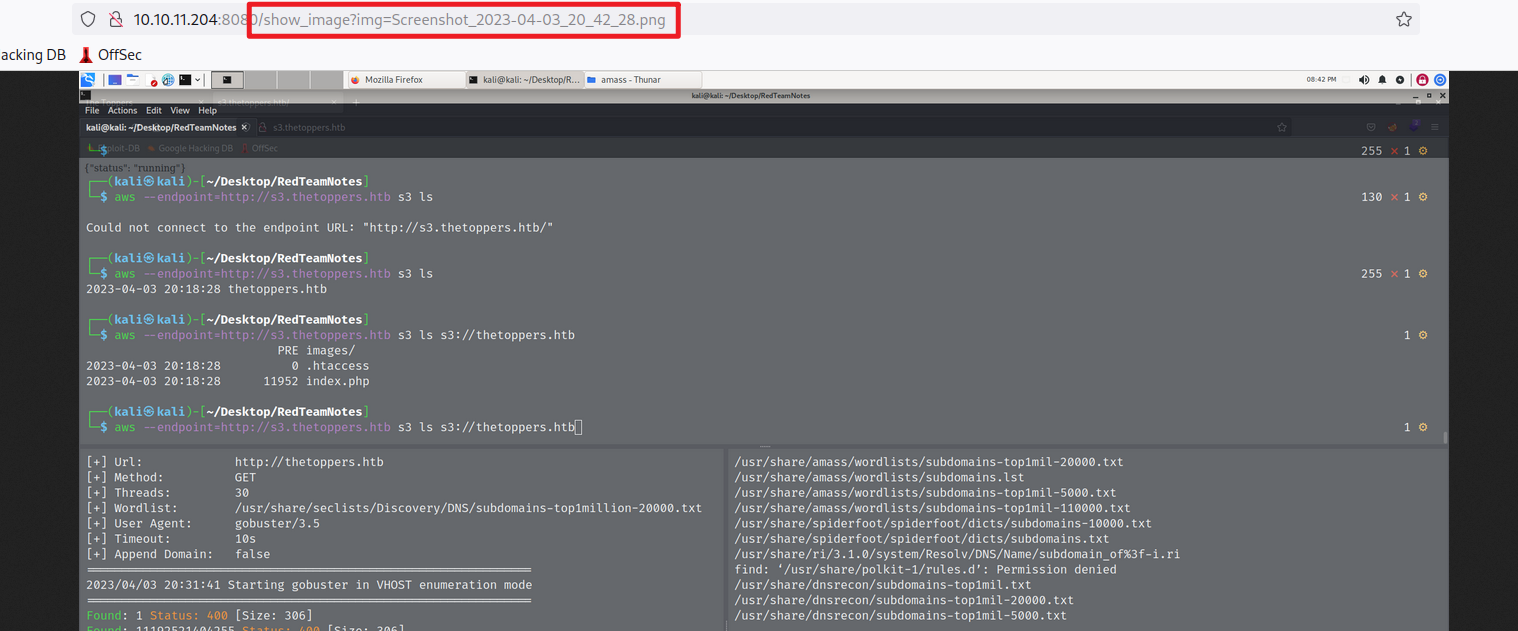 10.10.11.204:8080/show_image?img=Screenshot_2023-04-03_20_42_28.png
acking DB OffSec
Mozilla Firefox kali@kali: ~/Desktop/R... amass - Thunar 08:42 PM
kali@kali: ~/Desktop/RedTeamNotes
File Actions Edit View Help
kali@kali: ~/Desktop/RedTeamNotes s3.thetoppers.htb
Google Hacking DB OffSec
$ 255 × 1
{"status": "running"}
(kali㉿kali)-[~/Desktop/RedTeamNotes]
$ aws --endpoint=http://s3.thetoppers.htb s3 ls 130 × 1
Could not connect to the endpoint URL: "http://s3.thetoppers.htb/"
(kali㉿kali)-[~/Desktop/RedTeamNotes]
$ aws --endpoint=http://s3.thetoppers.htb s3 ls 255 × 1
2023-04-03 20:18:28 thetoppers.htb
(kali㉿kali)-[~/Desktop/RedTeamNotes]
$ aws --endpoint=http://s3.thetoppers.htb s3 ls s3://thetoppers.htb 1
PRE images/
2023-04-03 20:18:28 0 .htaccess
2023-04-03 20:18:28 11952 index.php
(kali㉿kali)-[~/Desktop/RedTeamNotes]
$ aws --endpoint=http://s3.thetoppers.htb s3 ls s3://thetoppers.htb 1
[+] Url: http://thetoppers.htb
[+] Method: GET
[+] Threads: 30
[+] Wordlist: /usr/share/seclists/Discovery/DNS/subdomains-top1million-20000.txt
[+] User Agent: gobuster/3.5
[+] Timeout: 10s
[+] Append Domain: false
2023/04/03 20:31:41 Starting gobuster in VHOST enumeration mode
Found: 1 Status: 400 [Size: 306]
Found: 11192521404255 Status: 400 [Size: 306]
/usr/share/amass/wordlists/subdomains-top1mil-20000.txt
/usr/share/amass/wordlists/subdomains.lst
/usr/share/amass/wordlists/subdomains-top1mil-5000.txt
/usr/share/amass/wordlists/subdomains-top1mil-110000.txt
/usr/share/spiderfoot/spiderfoot/dicts/subdomains-10000.txt
/usr/share/spiderfoot/spiderfoot/dicts/subdomains.txt
/usr/share/ri/3.1.0/system/Resolv/DNS/Name/subdomain_of%3f-i.ri
find: ‘/usr/share/polkit-1/rules.d’: Permission denied
/usr/share/dnsrecon/subdomains-top1mil.txt
/usr/share/dnsrecon/subdomains-top1mil-20000.txt
/usr/share/dnsrecon/subdomains-top1mil-5000.txt